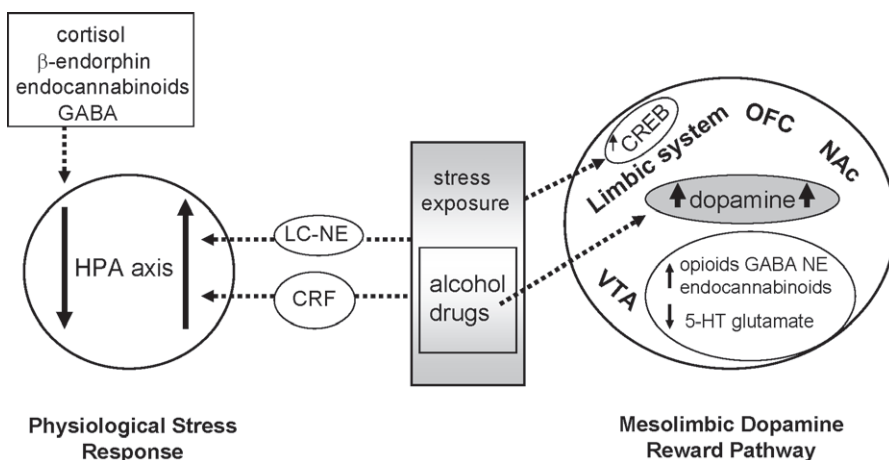 cortisol
β-endorphin
endocannabinoids
GABA
HPA axis
LC-NE
CRF
stress
exposure
alcohol
drugs
CREB
Limbic system
OFC
NAc
dopamine
VTA
opioids GABA NE
endocannabinoids
5-HT glutamate
Physiological Stress
Response
Mesolimbic Dopamine
Reward Pathway